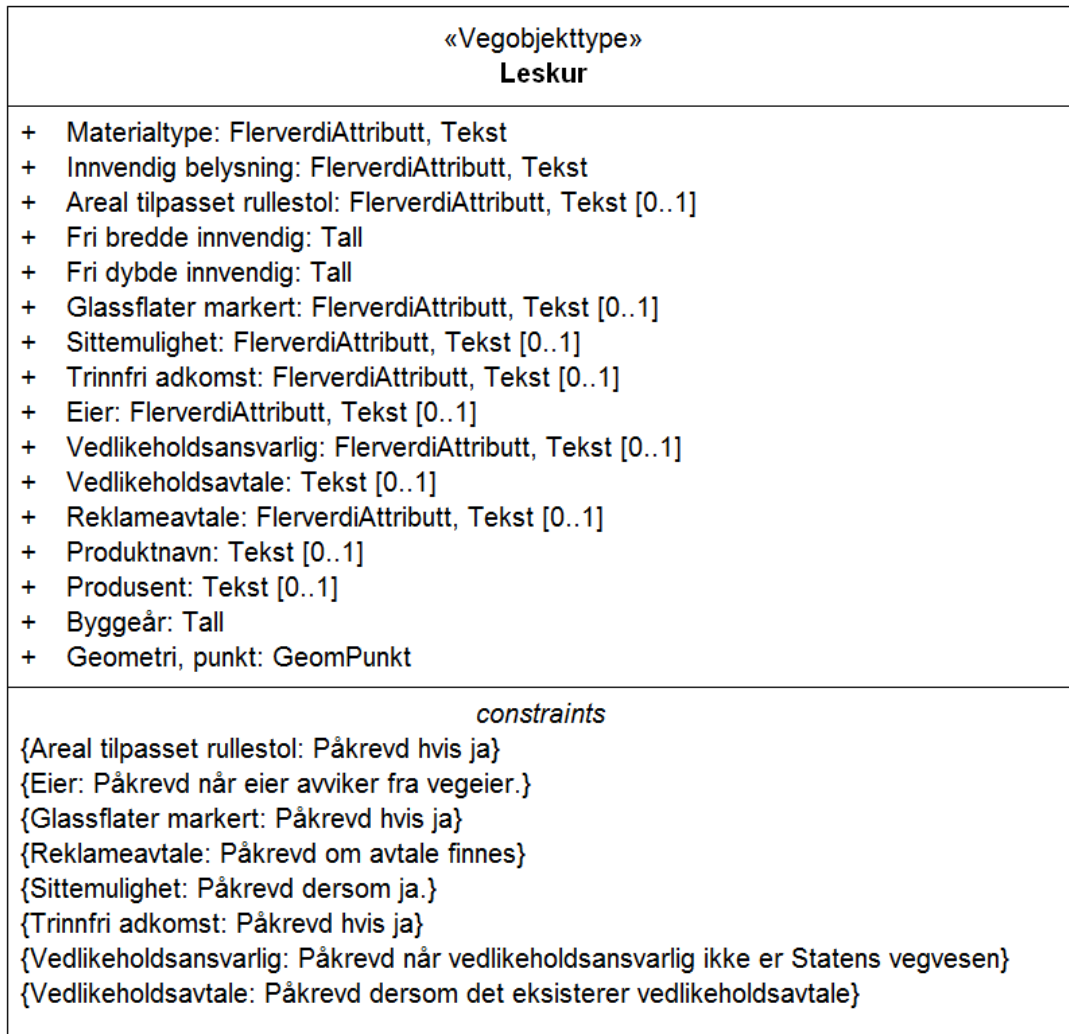 «Vegobjekttype»
Leskur
+ Materialtype: FlerverdiAttributt, Tekst
+ Innvendig belysning: FlerverdiAttributt, Tekst
+ Areal tilpasset rullestol: FlerverdiAttributt, Tekst [0..1]
+ Fri bredde innvendig: Tall
+ Fri dybde innvendig: Tall
+ Glassflater markert: FlerverdiAttributt, Tekst [0..1]
+ Sittemulighet: FlerverdiAttributt, Tekst [0..1]
+ Trinnfri adkomst: FlerverdiAttributt, Tekst [0..1]
+ Eier: FlerverdiAttributt, Tekst [0..1]
+ Vedlikeholdsansvarlig: FlerverdiAttributt, Tekst [0..1]
+ Vedlikeholdsavtale: Tekst [0..1]
+ Reklameavtale: FlerverdiAttributt, Tekst [0..1]
+ Produktnavn: Tekst [0..1]
+ Produsent: Tekst [0..1]
+ Byggeår: Tall
+ Geometri, punkt: GeomPunkt
constraints
{Areal tilpasset rullestol: Påkrevd hvis ja}
{Eier: Påkrevd når eier avviker fra vegeier.}
{Glassflater markert: Påkrevd hvis ja}
{Reklameavtale: Påkrevd om avtale finnes}
{Sittemulighet: Påkrevd dersom ja.}
{Trinnfri adkomst: Påkrevd hvis ja}
{Vedlikeholdsansvarlig: Påkrevd når vedlikeholdsansvarlig ikke er Statens vegvesen}
{Vedlikeholdsavtale: Påkrevd dersom det eksisterer vedlikeholdsavtale}